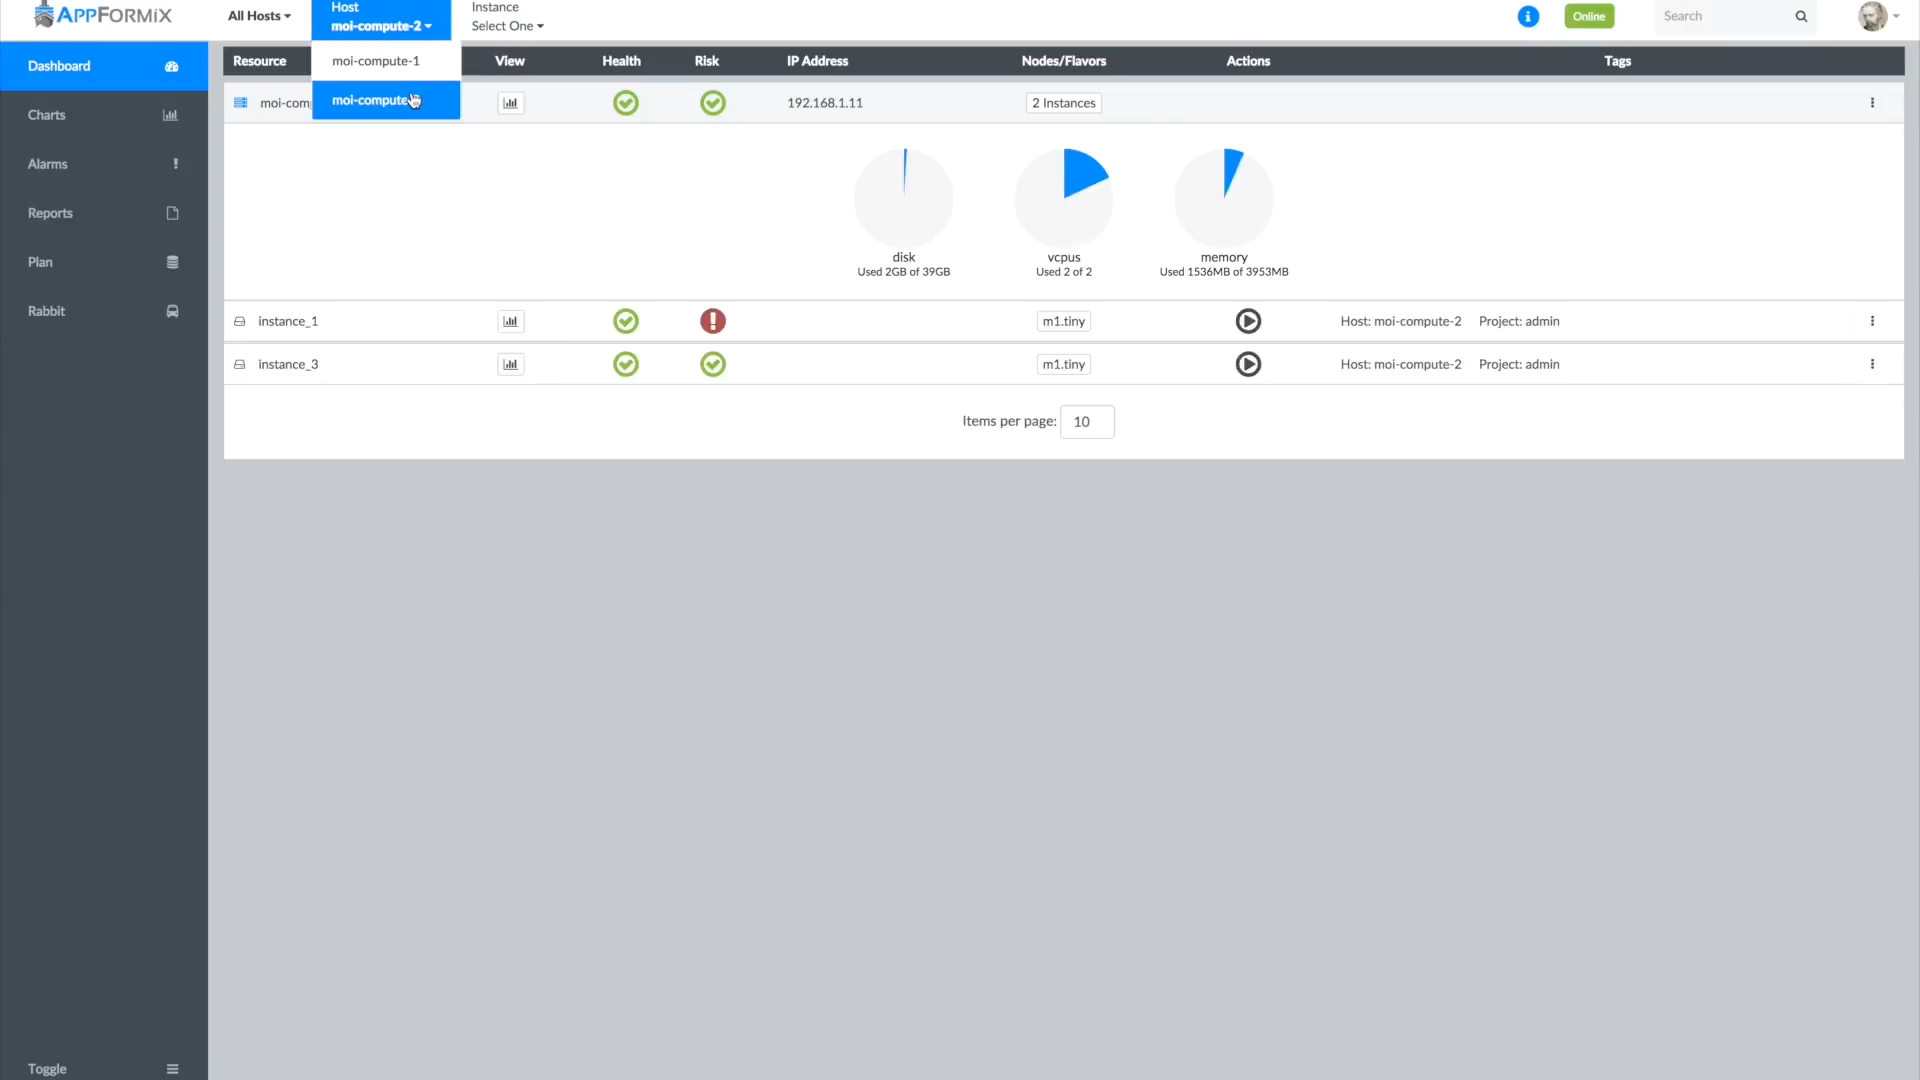 APPFORMIX
All Hosts
Host
moi-compute-2
Instance
Select One
Online
Search
Dashboard
Charts
Alarms
Reports
Plan
Rabbit
Toggle
Resource
View
Health
Risk
IP Address
Nodes/Flavors
Actions
Tags
moi-compute-1
moi-compute
moi-com
192.168.1.11
2 Instances
disk
Used 2GB of 39GB
vcpus
Used 2 of 2
memory
Used 1536MB of 3953MB
instance_1
m1.tiny
Host: moi-compute-2
Project: admin
instance_3
m1.tiny
Host: moi-compute-2
Project: admin
Items per page: 10